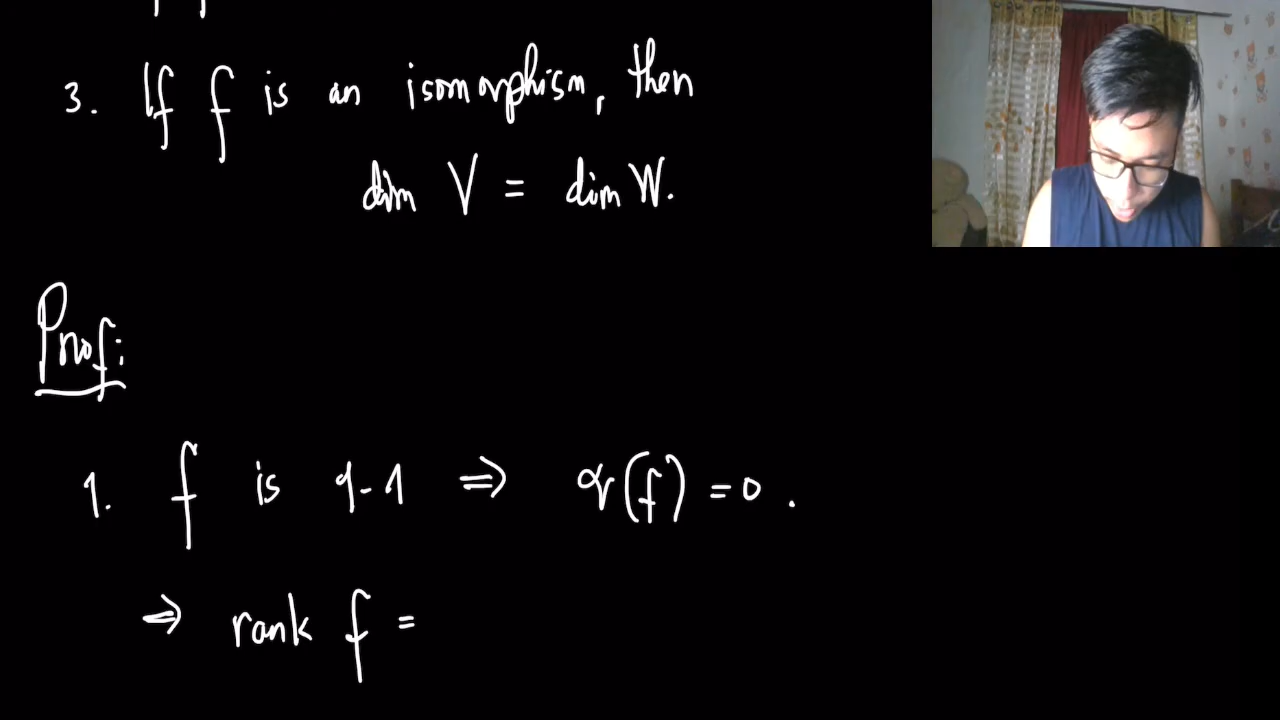 3. If f is an isomorphism, then
dim V = dim W.
Proof:
1. f is 1-1 ⇒ (f) = 0.
⇒ rank f =